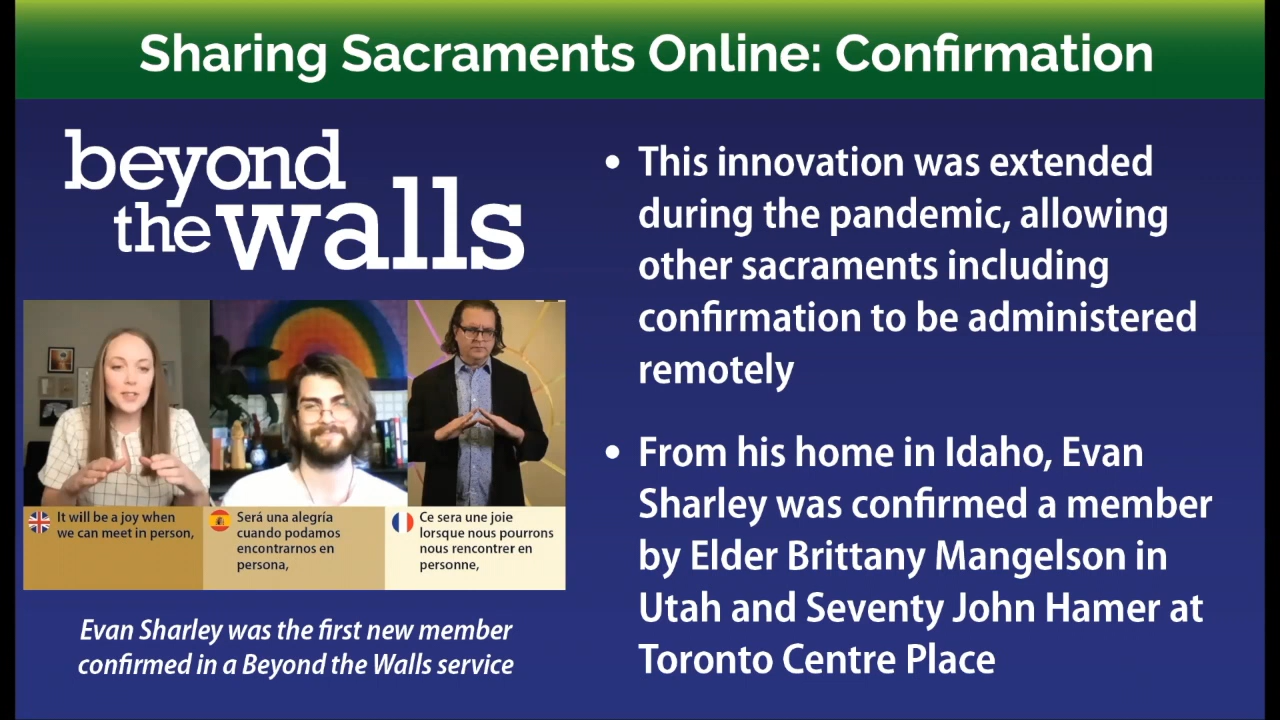 Sharing Sacraments Online: Confirmation
beyond
the walls
It will be a joy when
we can meet in person,
Será una alegría
cuando podamos
encontrarnos en
persona,
Ce sera une joie
lorsque nous pourrons
nous rencontrer en
personne,
Evan Sharley was the first new member
confirmed in a Beyond the Walls service
• This innovation was extended
during the pandemic, allowing
other sacraments including
confirmation to be administered
remotely
• From his home in Idaho, Evan
Sharley was confirmed a member
by Elder Brittany Mangelson in
Utah and Seventy John Hamer at
Toronto Centre Place